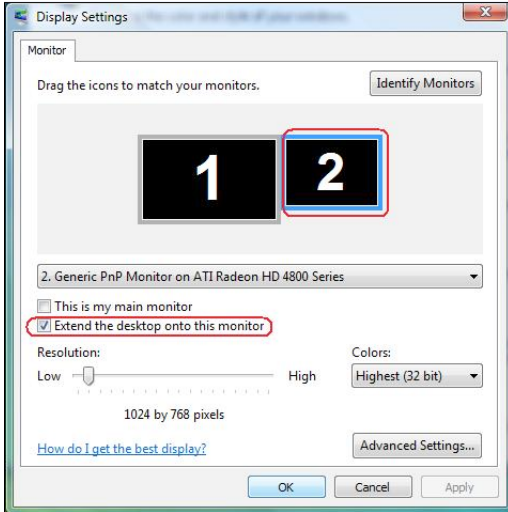 Display Settings
Monitor
Drag the icons to match your monitors.
Identify Monitors
1
2
2. Generic PnP Monitor on ATI Radeon HD 4800 Series
This is my main monitor
Extend the desktop onto this monitor
Resolution:
Colors:
Low
High
Highest (32 bit)
1024 by 768 pixels
How do I get the best display?
Advanced Settings...
OK
Cancel
Apply